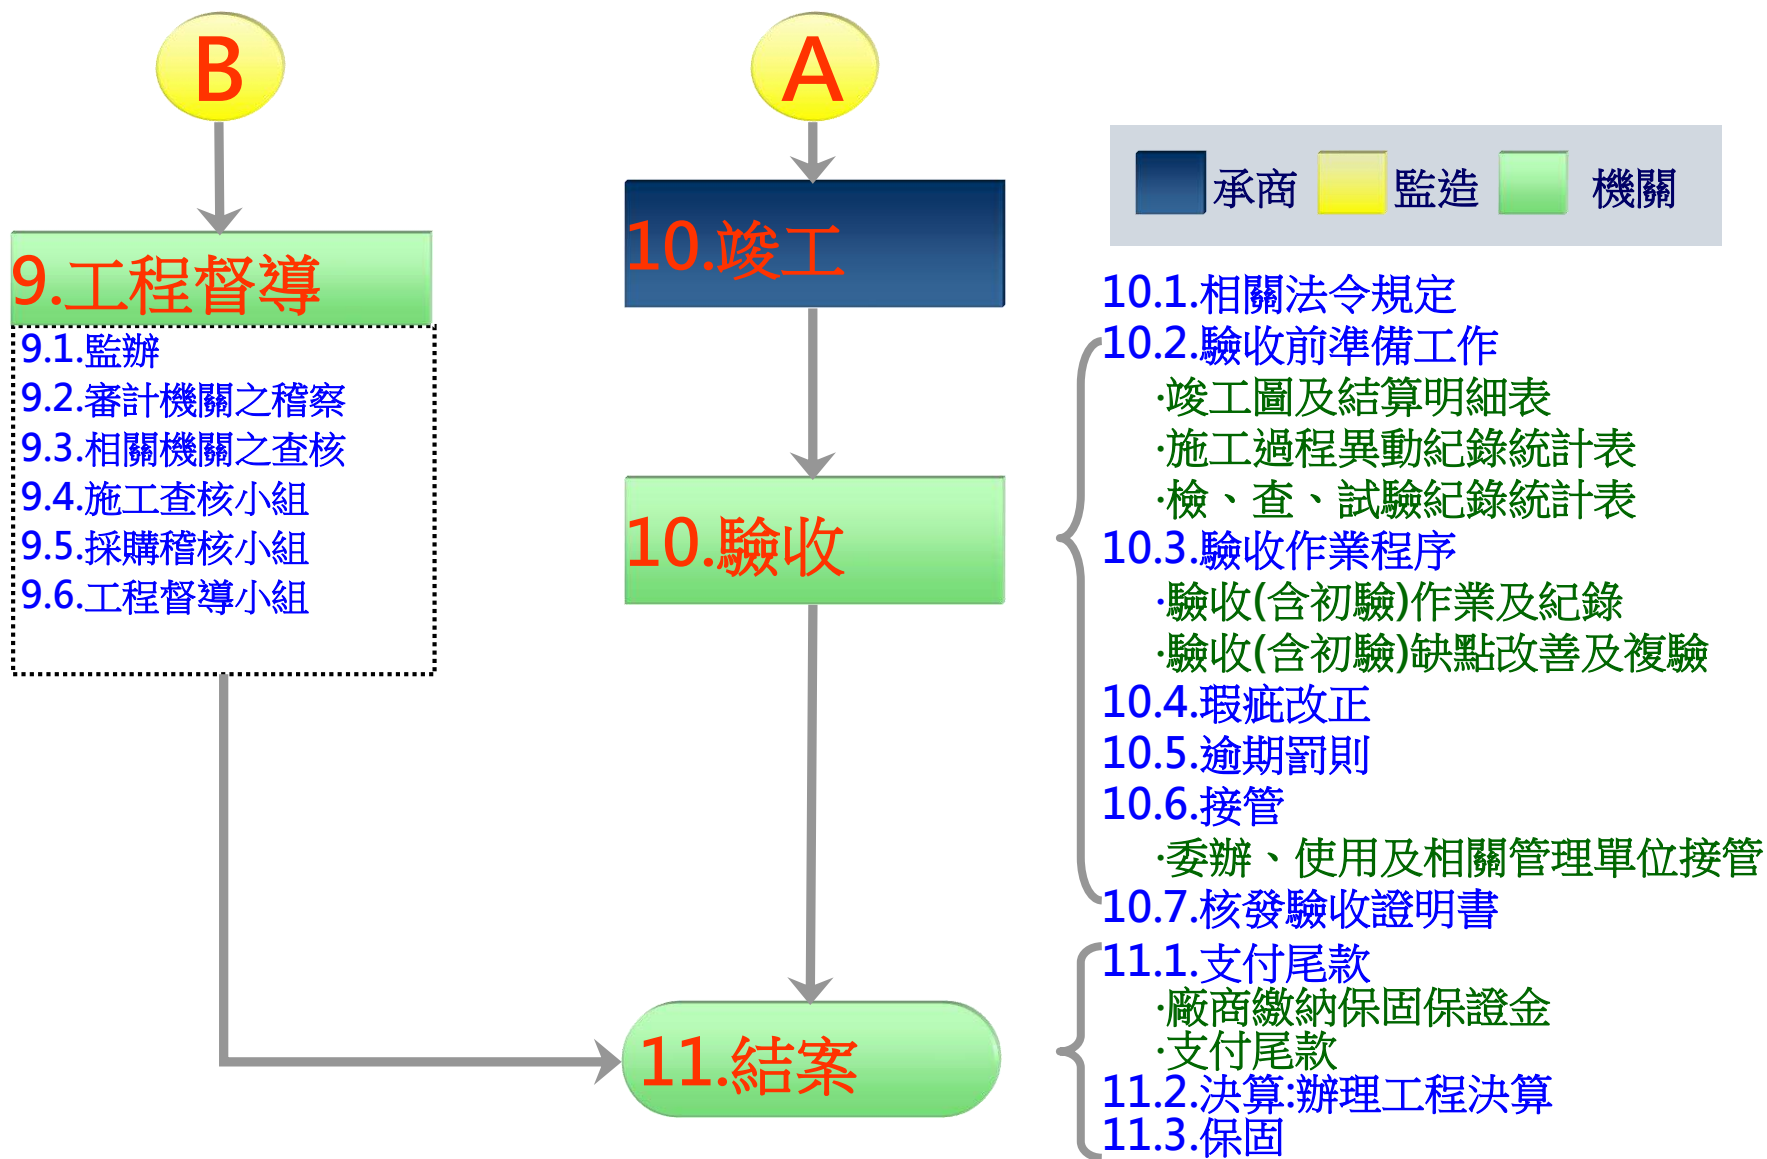 B
A
承商
監造
機關
9.工程督導
9.1.監辦
9.2.審計機關之稽察
9.3.相關機關之查核
9.4.施工查核小組
9.5.採購稽核小組
9.6.工程督導小組
10.竣工
10.驗收
11.結案
10.1.相關法令規定
10.2.驗收前準備工作
·竣工圖及結算明細表
·施工過程異動紀錄統計表
·檢、查、試驗紀錄統計表
10.3.驗收作業程序
·驗收(含初驗)作業及紀錄
·驗收(含初驗)缺點改善及複驗
10.4.瑕疵改正
10.5.逾期罰則
10.6.接管
·委辦、使用及相關管理單位接管
10.7.核發驗收證明書
11.1.支付尾款
·廠商繳納保固保證金
·支付尾款
11.2.決算:辦理工程決算
11.3.保固